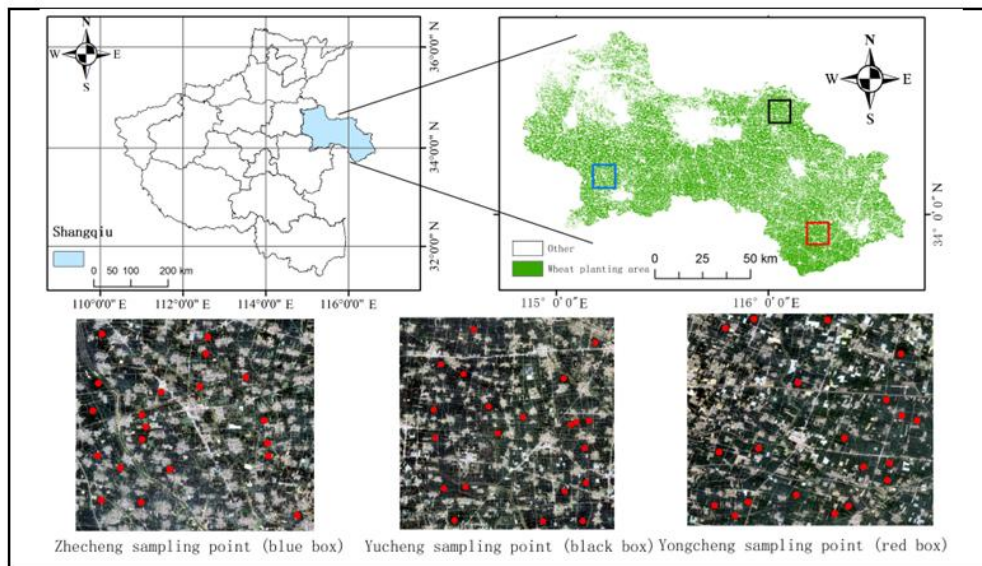 N
W E
S
36°0'0" N
34°0'0" N
32°0'0" N
Shangqiu
0 50 100 200 km
110°0'0" E 112°0'0" E 114°0'0" E 116°0'0" E
N
W E
S
34° 0'0" N
Other
Wheat planting area
0 25 50 km
115° 0'0"E 116° 0'0"E
Zhecheng sampling point (blue box) Yucheng sampling point (black box) Yongcheng sampling point (red box)